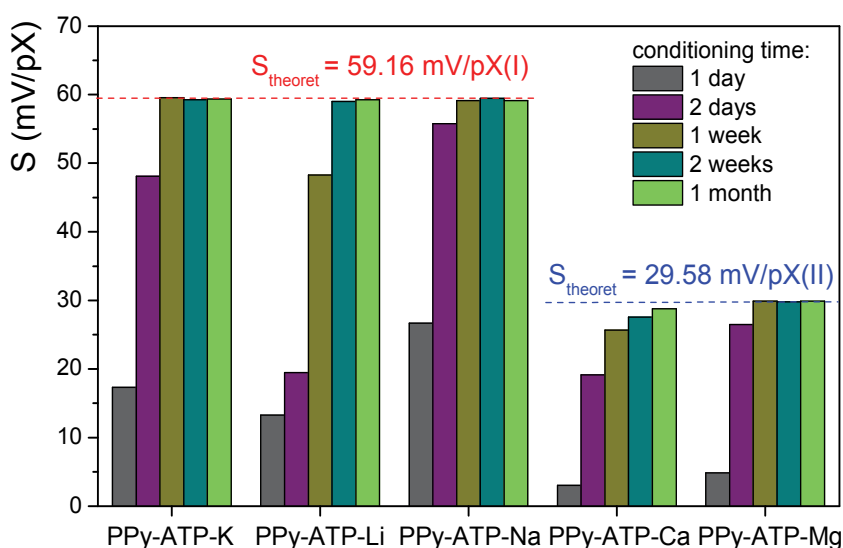 S (mV/pX)
70
60
50
40
30
20
10
0
S_theoret = 59.16 mV/pX(I)
conditioning time:
1 day
2 days
1 week
2 weeks
1 month
S_theoret = 29.58 mV/pX(II)
PPy-ATP-K PPy-ATP-Li PPy-ATP-Na PPy-ATP-Ca PPy-ATP-Mg